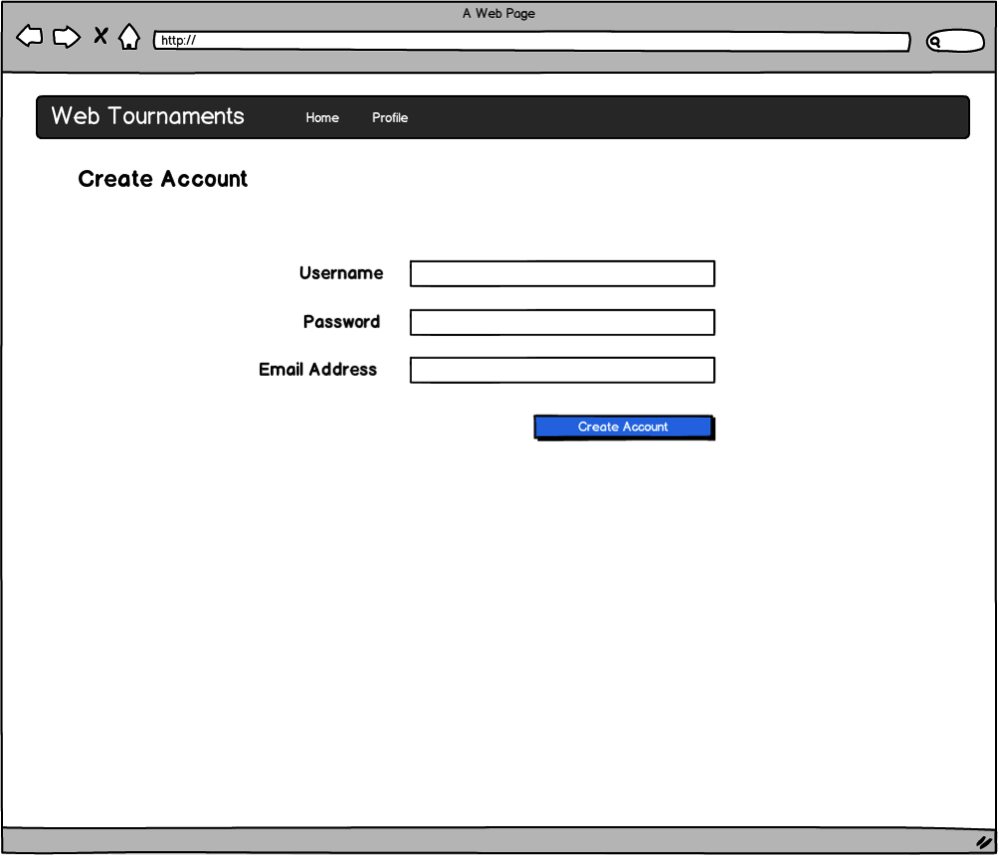 A Web Page
http://
Web Tournaments Home Profile
Create Account
Username
Password
Email Address
Create Account